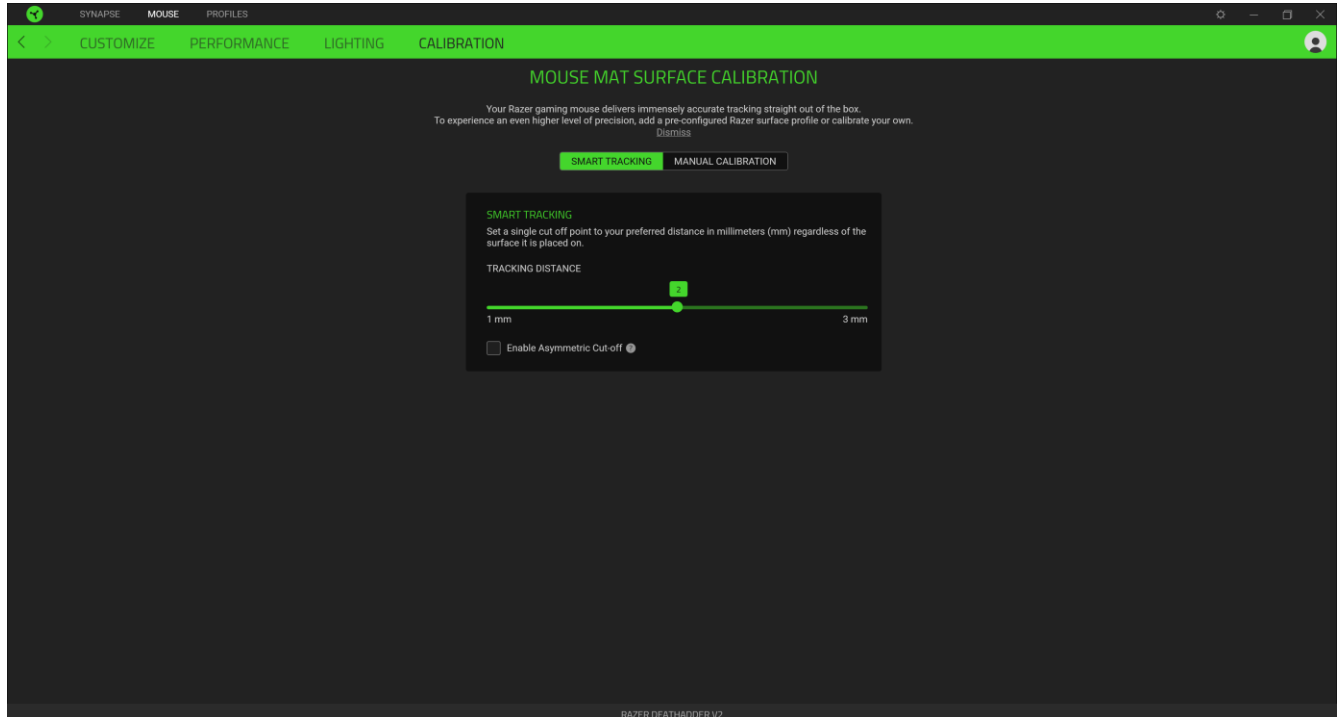 SYNAPSE MOUSE PROFILES
CUSTOMIZE PERFORMANCE LIGHTING CALIBRATION
MOUSE MAT SURFACE CALIBRATION
Your Razer gaming mouse delivers immensely accurate tracking straight out of the box.
To experience an even higher level of precision, add a pre-configured Razer surface profile or calibrate your own.
Dismiss
SMART TRACKING MANUAL CALIBRATION
SMART TRACKING
Set a single cut off point to your preferred distance in millimeters (mm) regardless of the
surface it is placed on.
TRACKING DISTANCE
2
1 mm 3 mm
Enable Asymmetric Cut-off ?
RAZER DEATHADDER V2